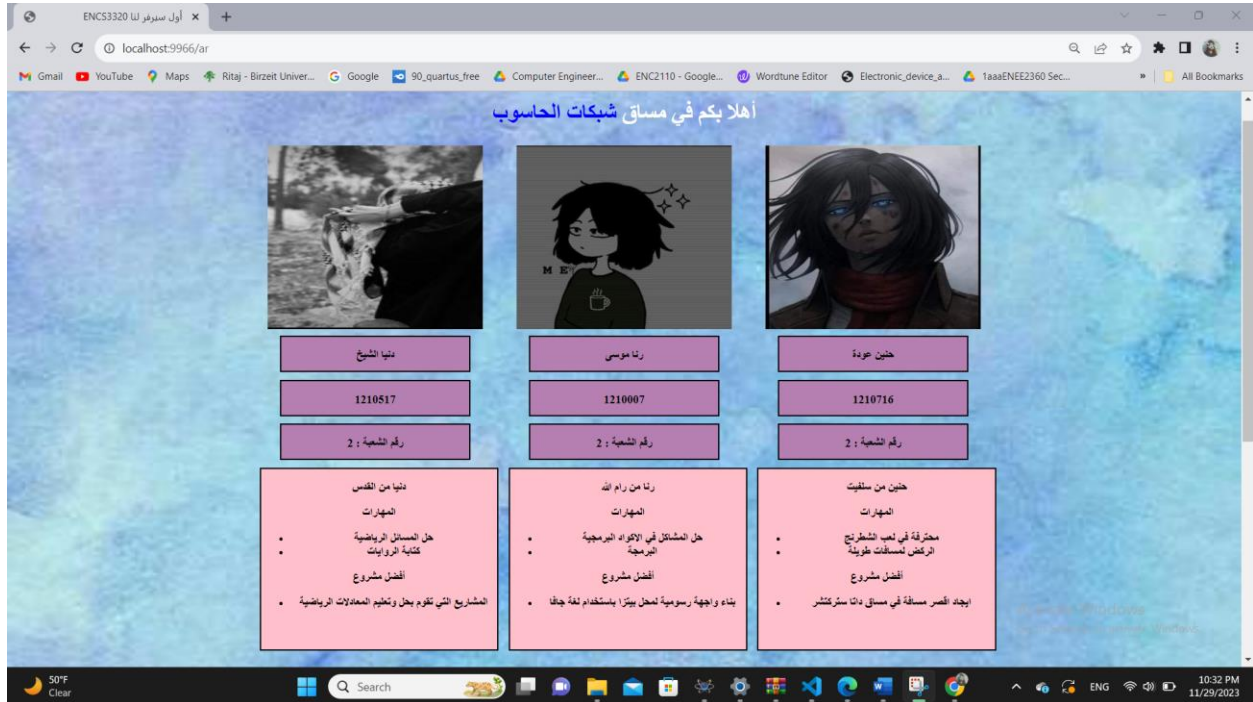 أول سيرفر لنا ENCS3320
localhost:9966/ar
Gmail YouTube Maps Ritaj - Birzeit Univer... Google 90_quartus_free Computer Engineer... ENC2110 - Google... Wordtune Editor Electronic_device_a... 1aaaENEE2360 Sec... » All Bookmarks
أهلا بكم في مساق شبكات الحاسوب
M E
دنيا الشيخ
1210517
رقم الشعبة : 2
دنيا من القدس
المهارات
حل المسائل الرياضية
كتابة الروايات
أفضل مشروع
المشاريع التي تقوم بحل وتعليم المعادلات الرياضية
رنا موسى
1210007
رقم الشعبة : 2
رنا من رام الله
المهارات
حل المشاكل في الاكواد البرمجية
البرمجة
أفضل مشروع
بناء واجهة رسومية لمحل بيتزا باستخدام لغة جافا
حنين عودة
1210716
رقم الشعبة : 2
حنين من سلفيت
المهارات
محترفة في لعب الشطرنج
الركض لمسافات طويلة
أفضل مشروع
ايجاد اقصر مسافة في مساق داتا ستركتشر
50°F
Clear
Search
ENG
10:32 PM
11/29/2023